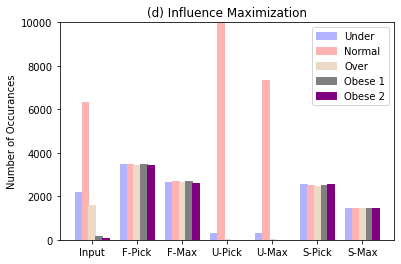 (d) Influence Maximization
Number of Occurances
10000
8000
6000
4000
2000
0
Under
Normal
Over
Obese 1
Obese 2
Input F-Pick F-Max U-Pick U-Max S-Pick S-Max